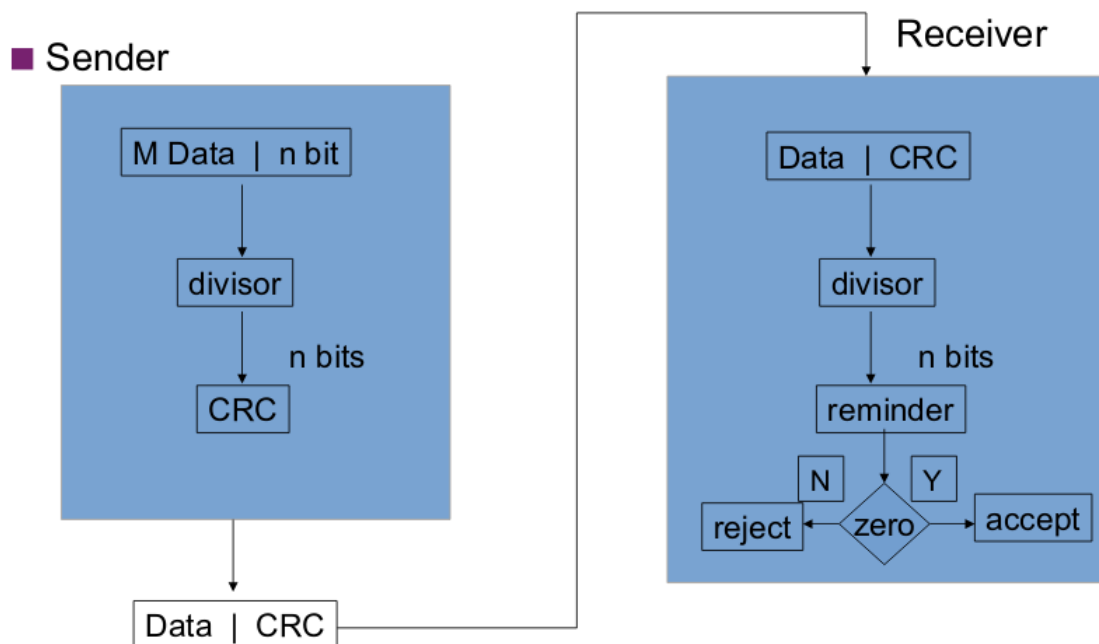 Sender
M Data | n bit
divisor
n bits
CRC
Data | CRC
Receiver
Data | CRC
divisor
n bits
reminder
N
Y
reject
zero
accept